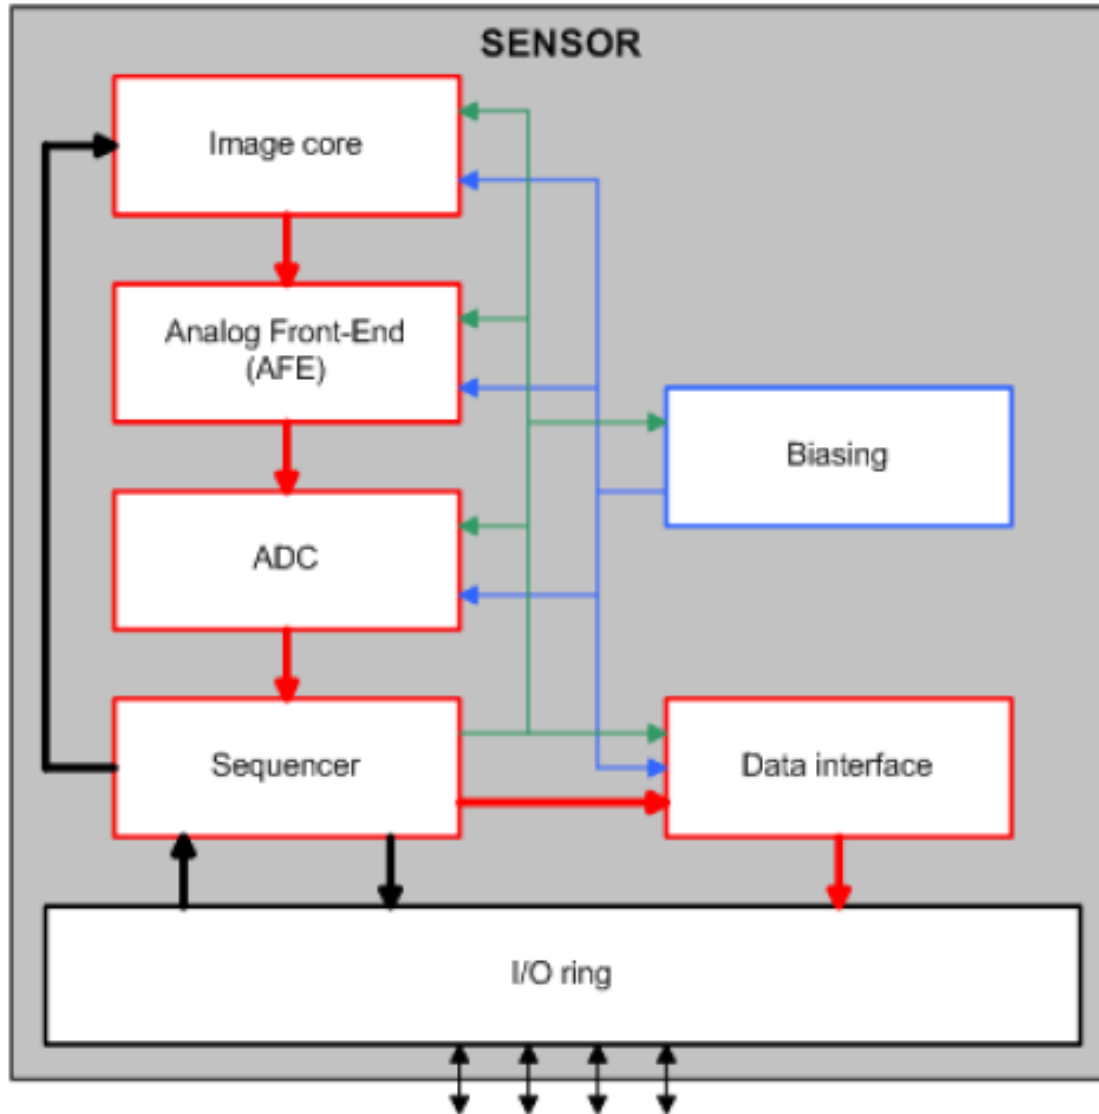 SENSOR
Image core
Analog Front-End
(AFE)
Biasing
ADC
Sequencer
Data interface
I/O ring